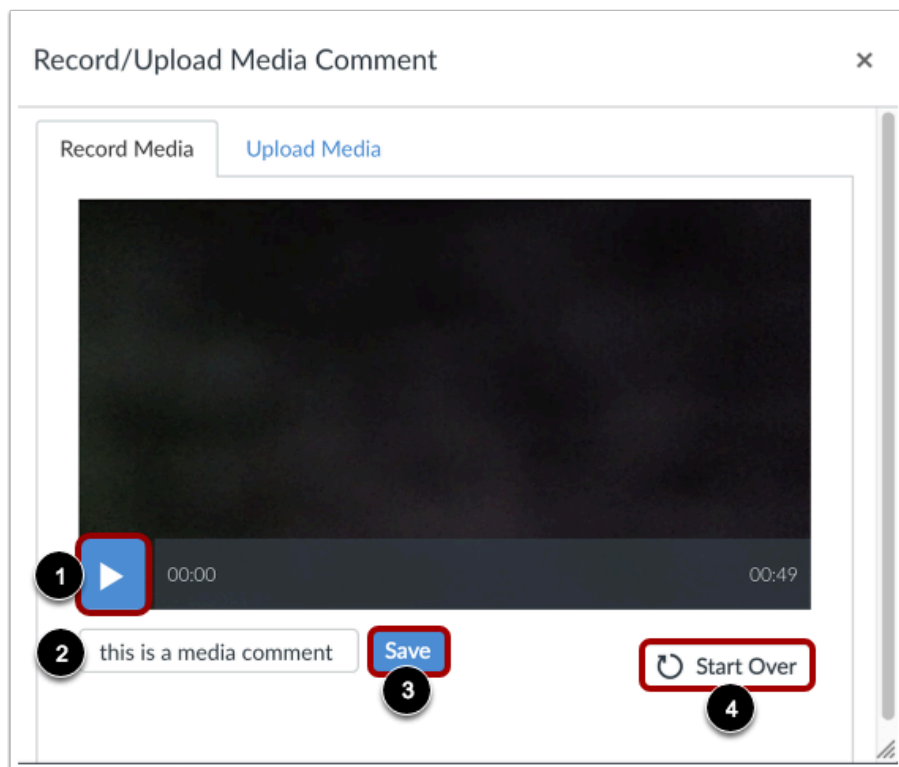 Record/Upload Media Comment ×
Record Media Upload Media
1 00:00 00:49
2 this is a media comment Save Start Over
3 4